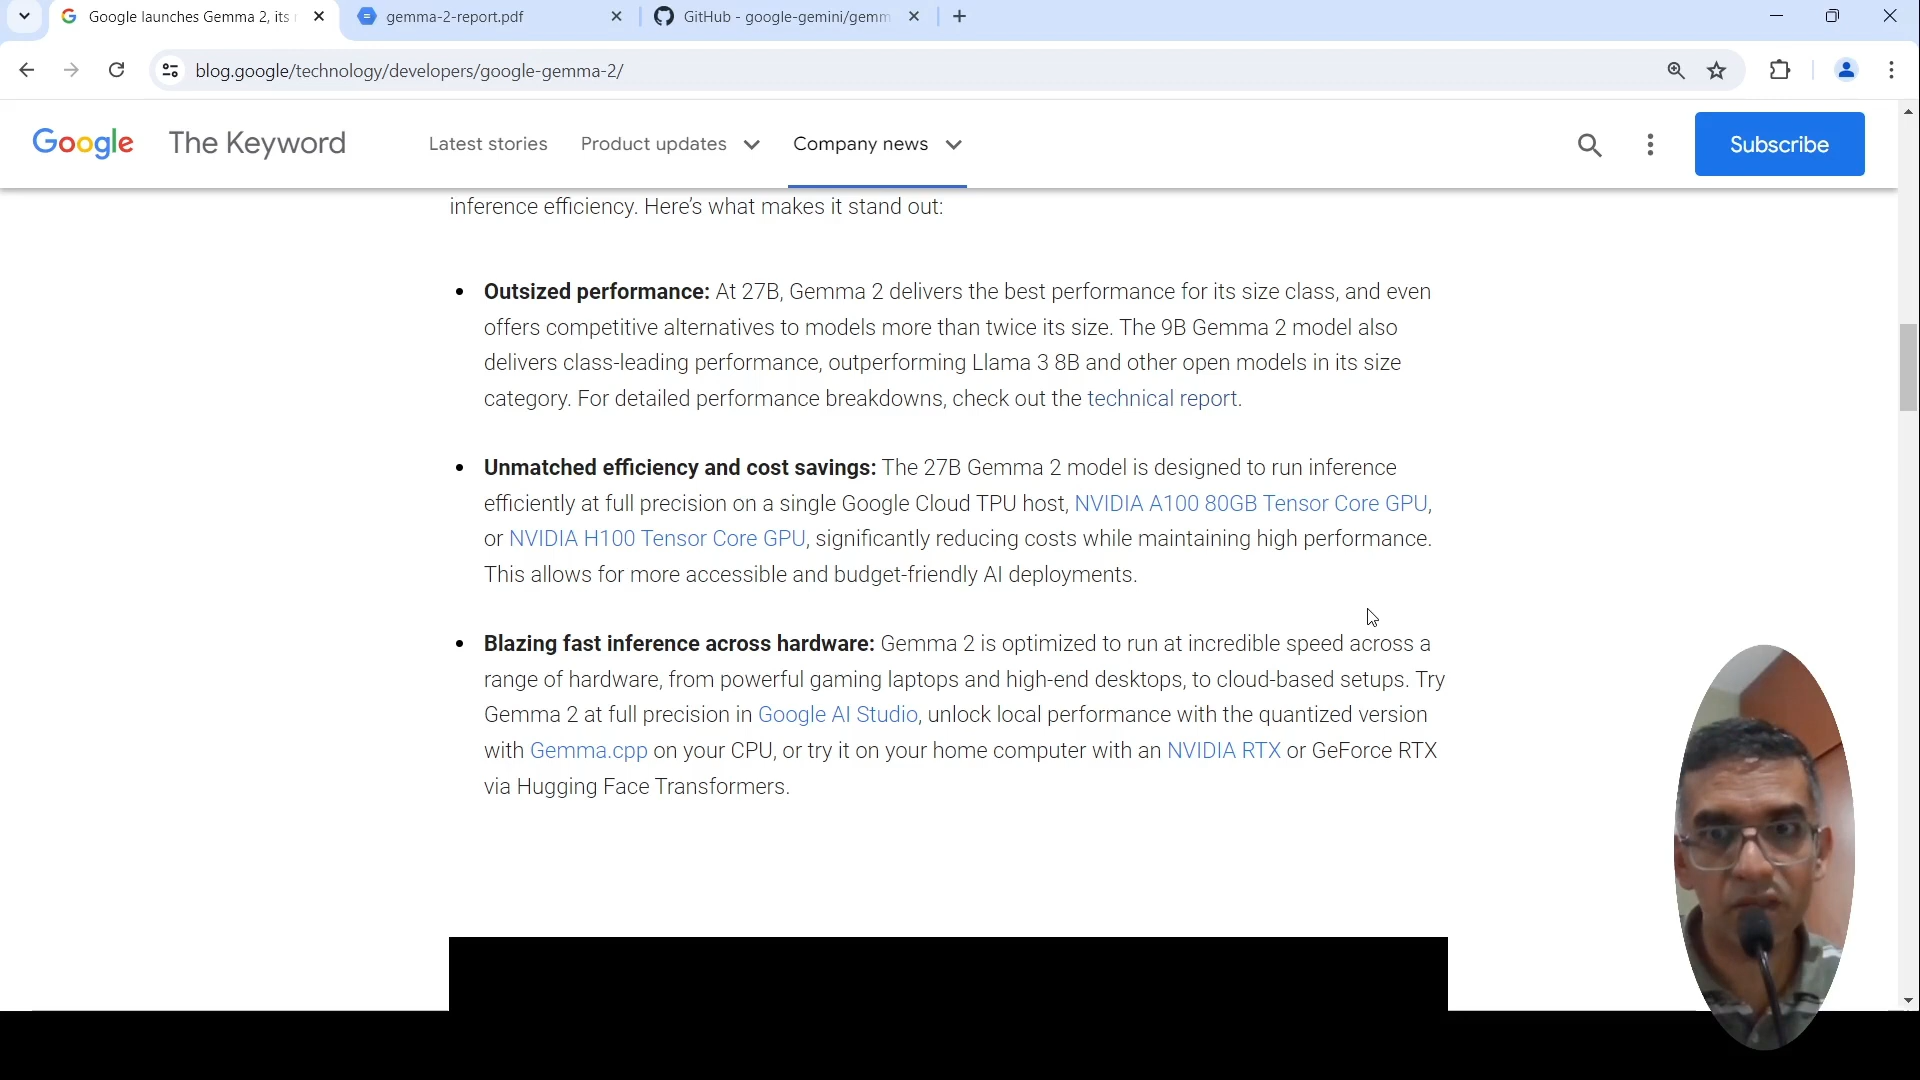 Google launches Gemma 2, its
gemma-2-report.pdf
GitHub - google-gemini/gemm
blog.google/technology/developers/google-gemma-2/
Google The Keyword
Latest stories
Product updates
Company news
Subscribe
inference efficiency. Here’s what makes it stand out:
Outsized performance: At 27B, Gemma 2 delivers the best performance for its size class, and even
offers competitive alternatives to models more than twice its size. The 9B Gemma 2 model also
delivers class-leading performance, outperforming Llama 3 8B and other open models in its size
category. For detailed performance breakdowns, check out the technical report.
Unmatched efficiency and cost savings: The 27B Gemma 2 model is designed to run inference
efficiently at full precision on a single Google Cloud TPU host, NVIDIA A100 80GB Tensor Core GPU,
or NVIDIA H100 Tensor Core GPU, significantly reducing costs while maintaining high performance.
This allows for more accessible and budget-friendly AI deployments.
Blazing fast inference across hardware: Gemma 2 is optimized to run at incredible speed across a
range of hardware, from powerful gaming laptops and high-end desktops, to cloud-based setups. Try
Gemma 2 at full precision in Google AI Studio, unlock local performance with the quantized version
with Gemma.cpp on your CPU, or try it on your home computer with an NVIDIA RTX or GeForce RTX
via Hugging Face Transformers.